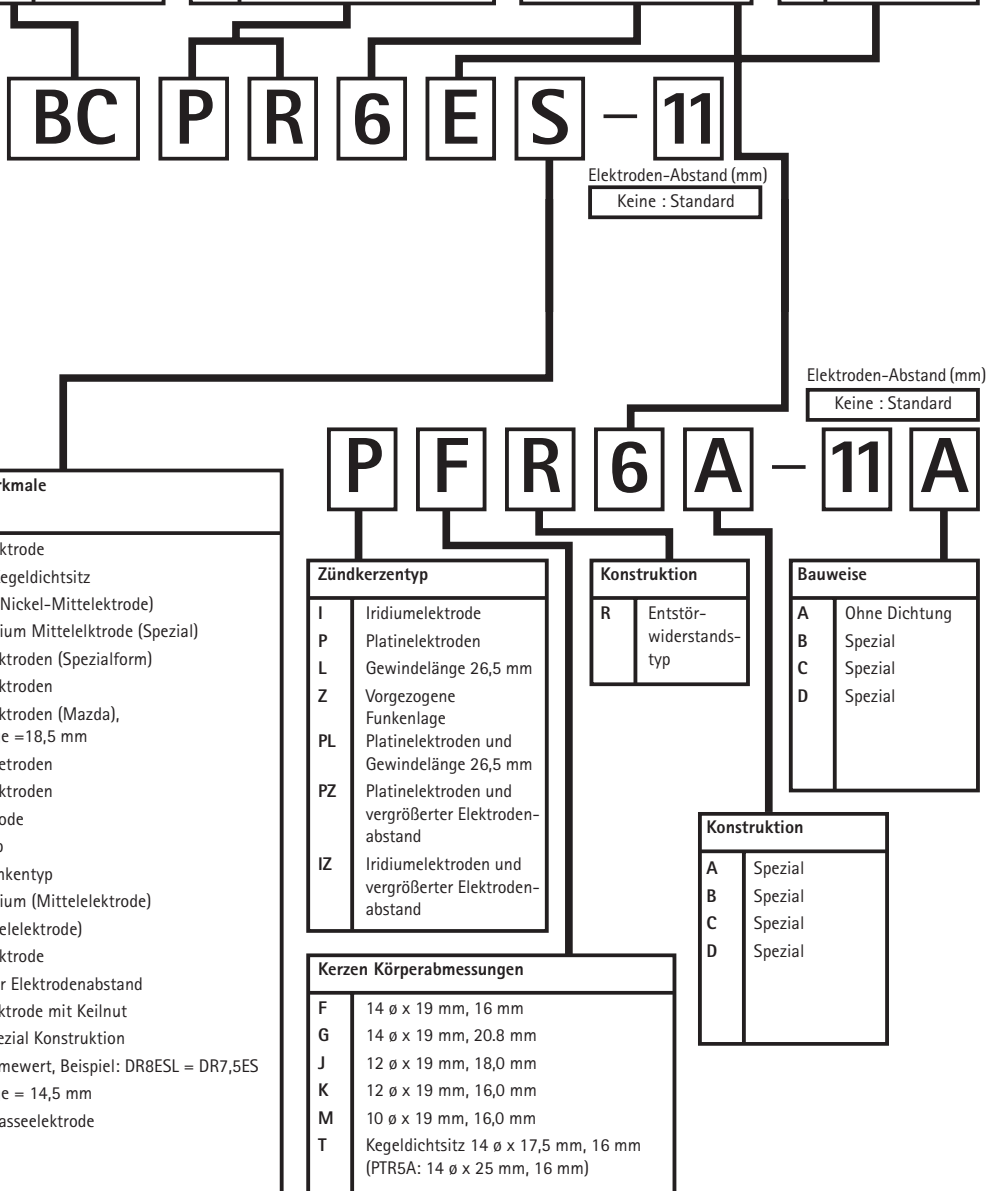 BC P R 6 E S – 11
Elektroden-Abstand (mm)
Keine : Standard
Elektroden-Abstand (mm)
Keine : Standard
P F R 6 A – 11 A
rkmale
ktrode
egeldichtsitz
Nickel-Mittelektrode)
ium Mittelelktrode (Spezial)
ktroden (Spezialform)
ktroden
ktroden (Mazda),
e =18,5 mm
etroden
ktroden
ode
p
nkentyp
ium (Mittelelektrode)
elelektrode)
ktrode
r Elektrodenabstand
ktrode mit Keilnut
ezial Konstruktion
mewert, Beispiel: DR8ESL = DR7,5ES
e = 14,5 mm
asseelektrode
Zündkerzentyp
I Iridiumelektrode
P Platinelektroden
L Gewindelänge 26,5 mm
Z Vorgezogene
Funkenlage
PL Platinelektroden und
Gewindelänge 26,5 mm
PZ Platinelektroden und
vergrößerter Elektroden-
abstand
IZ Iridiumelektroden und
vergrößerter Elektroden-
abstand
Konstruktion
R Entstör-
widerstands-
typ
Bauweise
A Ohne Dichtung
B Spezial
C Spezial
D Spezial
Konstruktion
A Spezial
B Spezial
C Spezial
D Spezial
Kerzen Körperabmessungen
F 14 ø x 19 mm, 16 mm
G 14 ø x 19 mm, 20.8 mm
J 12 ø x 19 mm, 18,0 mm
K 12 ø x 19 mm, 16,0 mm
M 10 ø x 19 mm, 16,0 mm
T Kegeldichtsitz 14 ø x 17,5 mm, 16 mm
(PTR5A: 14 ø x 25 mm, 16 mm)